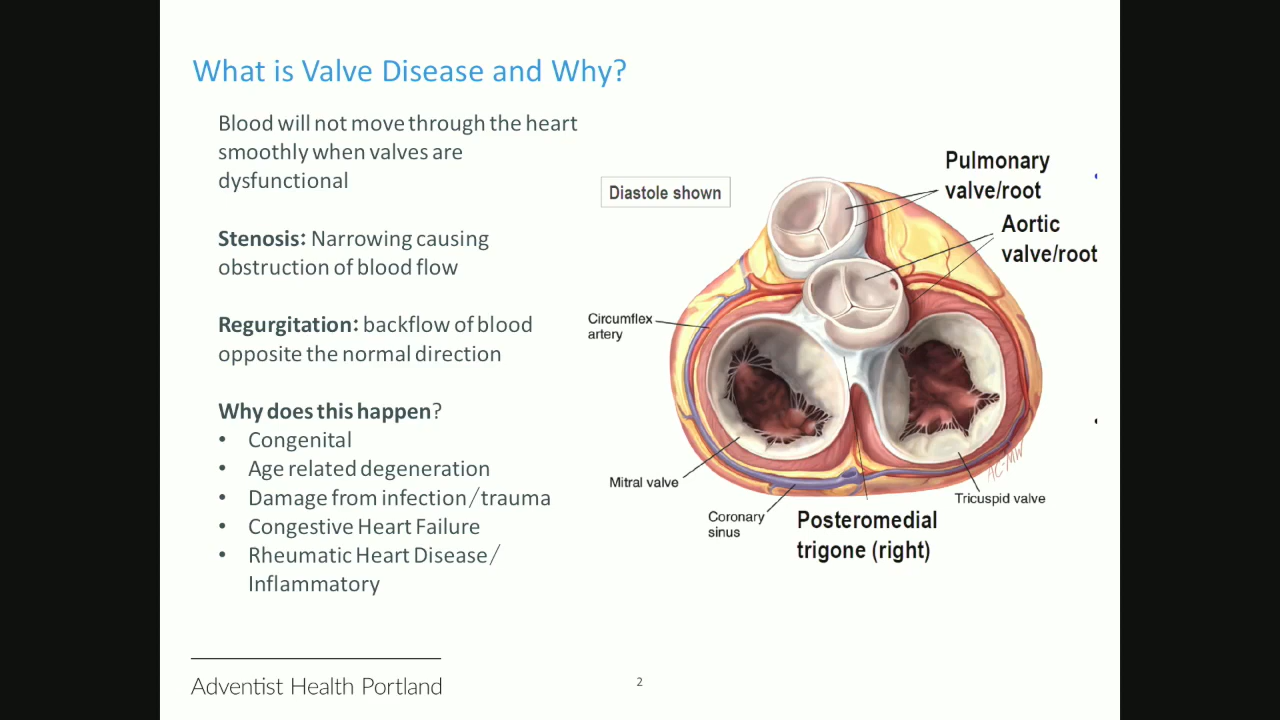 What is Valve Disease and Why?
Blood will not move through the heart
smoothly when valves are
dysfunctional
Stenosis: Narrowing causing
obstruction of blood flow
Regurgitation: backflow of blood
opposite the normal direction
Why does this happen?
• Congenital
• Age related degeneration
• Damage from infection/trauma
• Congestive Heart Failure
• Rheumatic Heart Disease/
Inflammatory
Diastole shown
Pulmonary
valve/root
Aortic
valve/root
Circumflex
artery
Mitral valve
Coronary
sinus
Posteromedial
trigone (right)
Tricuspid valve
AC-MW
Adventist Health Portland
2